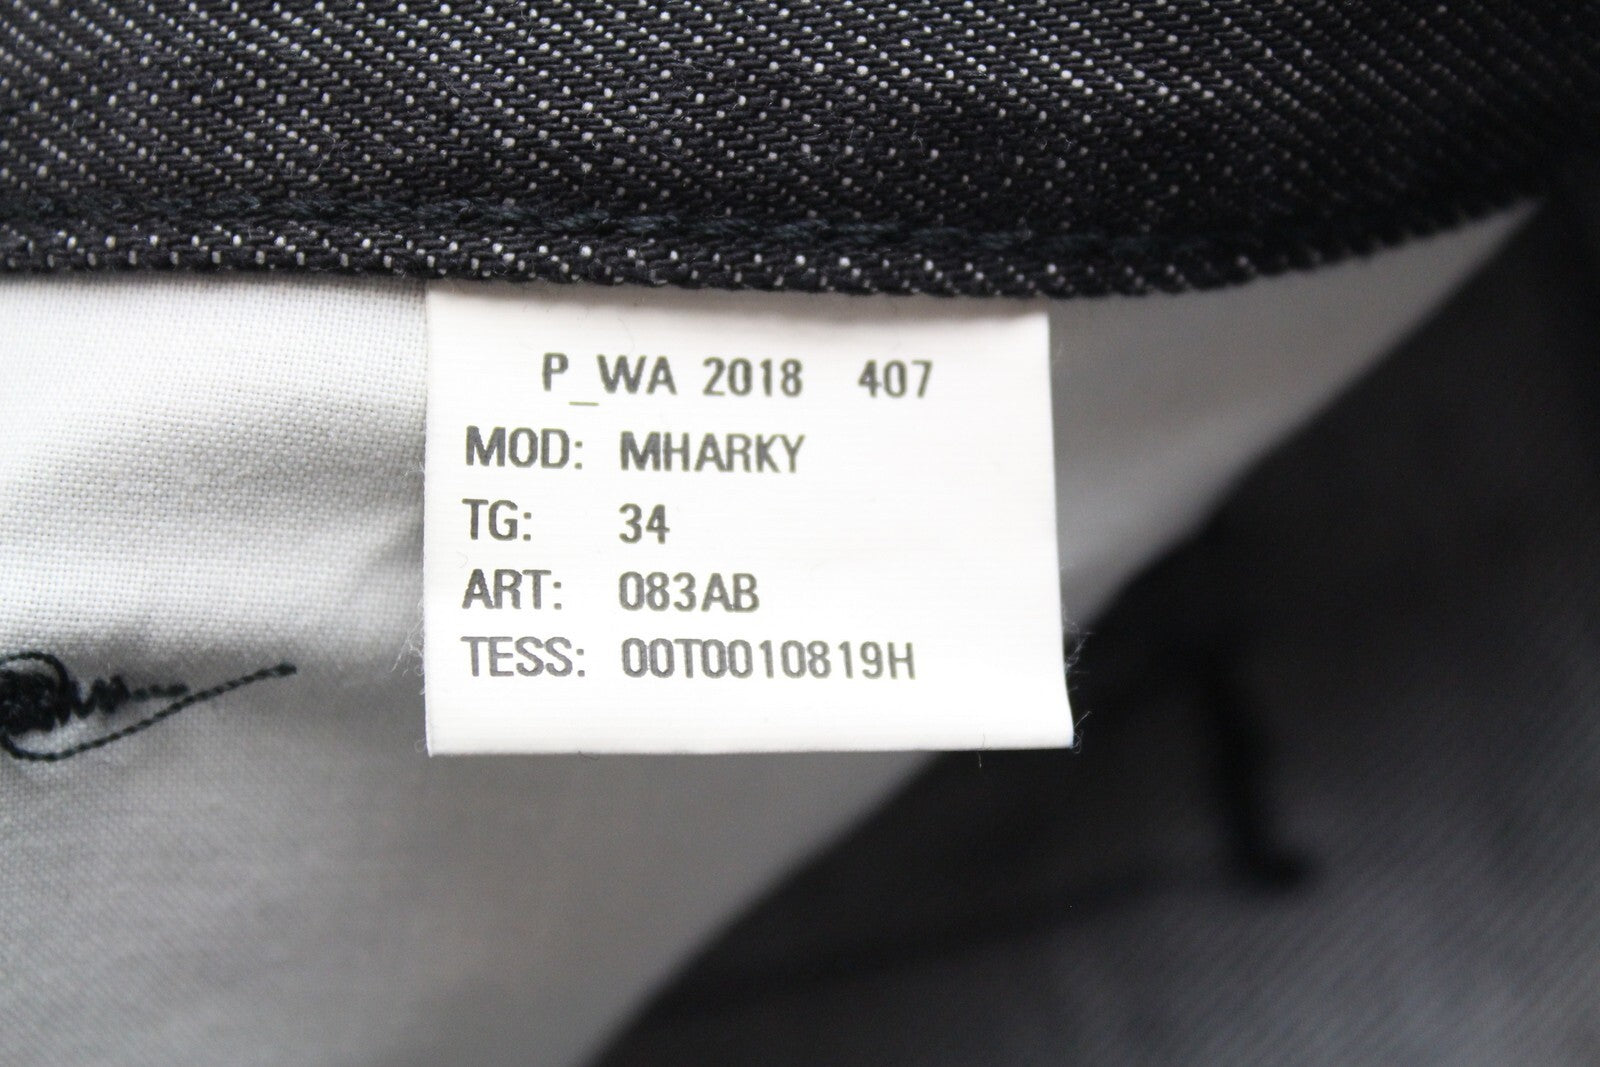 P_WA 2018 407
MOD: MHARKY
TG: 34
ART: 083AB
TESS: 00T0010819H